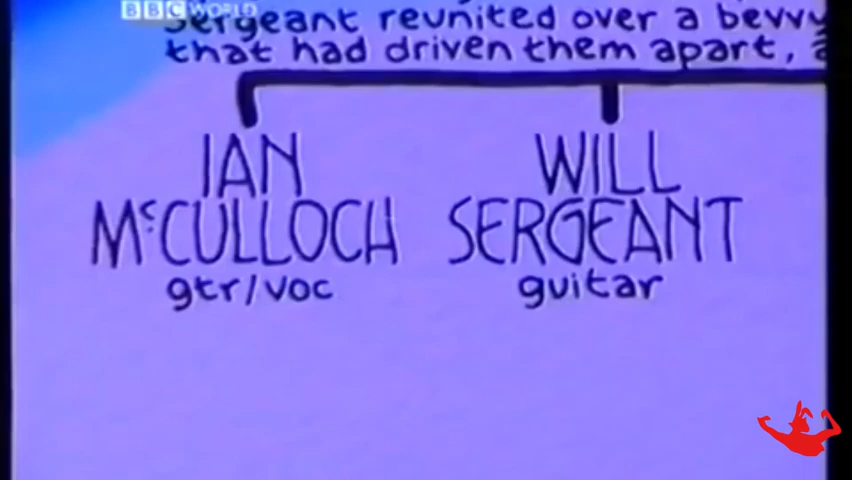 BBC WORLD
Sergeant reunited over a bevvy
that had driven them apart,
IAN
McCULLOCH
gtr/voc
WILL
SERGEANT
guitar